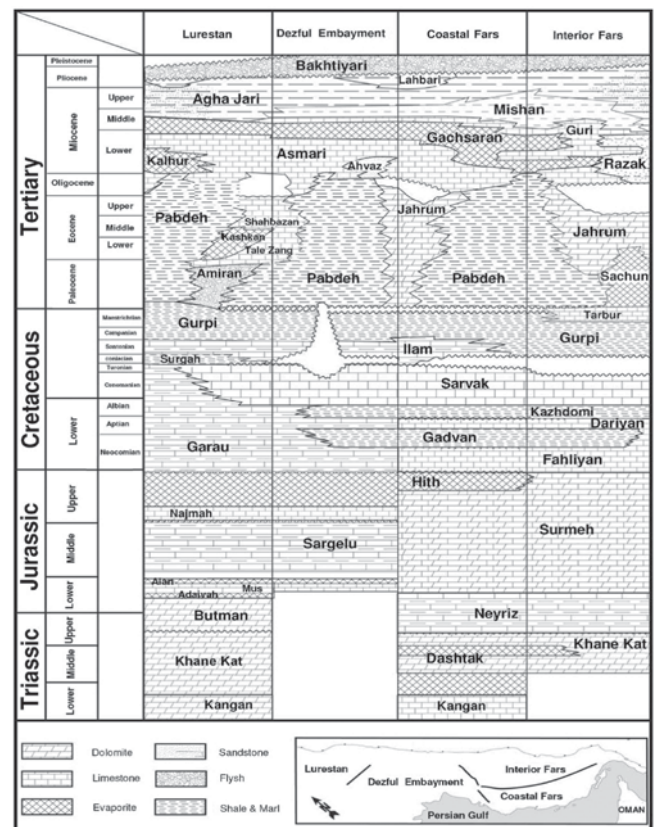 Lurestan Dezful Embayment Coastal Fars Interior Fars
Tertiary
Pleistocene
Pliocene
Miocene
Upper
Middle
Lower
Oligocene
Eocene
Upper
Middle
Lower
Paleocene
Cretaceous
Maestrichtian
Campanian
Santonian
Coniacian
Turonian
Cenomanian
Lower
Albian
Aptian
Neocomian
Jurassic
Upper
Middle
Lower
Triassic
Upper
Middle
Lower
Bakhtiyari
Lahbari
Agha Jari
Mishan
Gachsaran
Guri
Asmari
Kalhur
Ahvaz
Razak
Jahrum
Pabdeh
Shahbazan
Kashkan
Tale Zang
Jahrum
Amiran
Pabdeh
Pabdeh
Sachun
Tarbur
Gurpi
Gurpi
Ilam
Surgah
Sarvak
Kazhdomi
Dariyan
Gadvan
Garau
Fahliyan
Hith
Najmah
Surmeh
Sargelu
Alan
Mus
Adaiyah
Butman
Neyriz
Khane Kat
Khane Kat
Dashtak
Kangan
Kangan
Dolomite Sandstone
Limestone Flysh
Evaporite Shale & Marl
Lurestan
Dezful Embayment
Interior Fars
Coastal Fars
Persian Gulf
OMAN